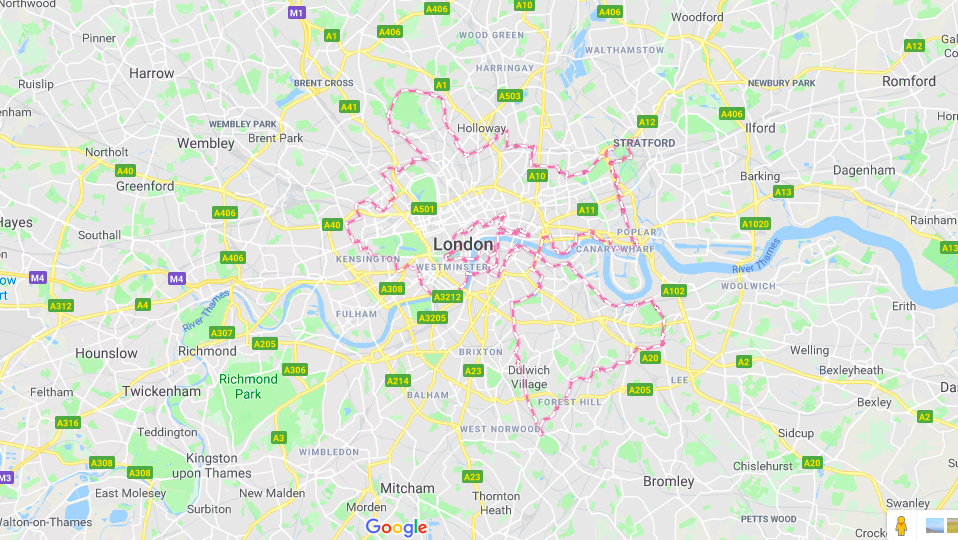 Northwood
M1
A406
A10
A406
Woodford
A1
Pinner
A406
WOOD GREEN
A12
WALTHAMSTOW
Harrow
HARRINGAY
Ruislip
BRENT CROSS
A1
NEWBURY PARK
Romford
A503
A41
A406
WEMBLEY PARK
Holloway
A12
Ilford
Brent Park
Wembley
STRATFORD
Northolt
A40
A10
Barking
Dagenham
Greenford
A13
A406
A501
A11
A1020
Rainham
Hayes
A40
POPLAR
Southall
London
CANARY WHARF
A13
KENSINGTON
A406
WESTMINSTER
River Thames
M4
M4
A308
A3212
A102
WOOLWICH
A312
A4
River Thames
Erith
FULHAM
A3205
A307
A205
Hounslow
Richmond
BRIXTON
Welling
A20
A2
Bexleyheath
A306
A23
Dulwich
Village
Richmond
Park
A214
LEE
Feltham
Twickenham
A205
BALHAM
FOREST HILL
Bexley
A2
A316
WEST NORWOOD
Teddington
A3
Sidcup
WIMBLEDON
Kingston
upon Thames
A308
A308
A20
Chislehurst
M3
A23
Bromley
East Molesey
New Malden
Mitcham
Thornton
Heath
Swanley
Surbiton
Morden
Walton-on-Thames
Google
PETTS WOOD